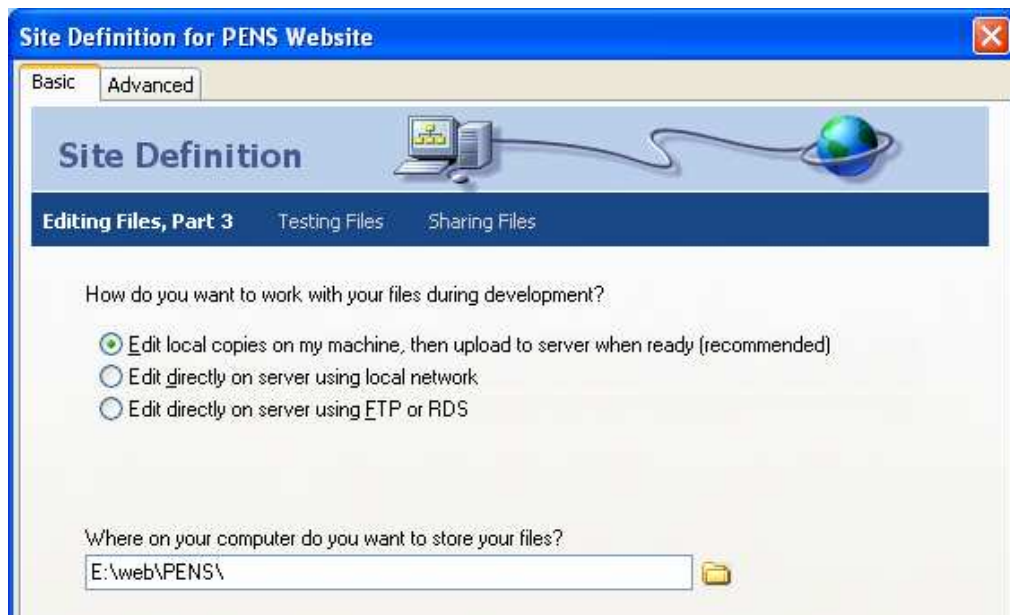 Site Definition for PENS Website
Basic Advanced
Site Definition
Editing Files, Part 3 Testing Files Sharing Files
How do you want to work with your files during development?
Edit local copies on my machine, then upload to server when ready (recommended)
Edit directly on server using local network
Edit directly on server using FTP or RDS
Where on your computer do you want to store your files?
E:\web\PENS\